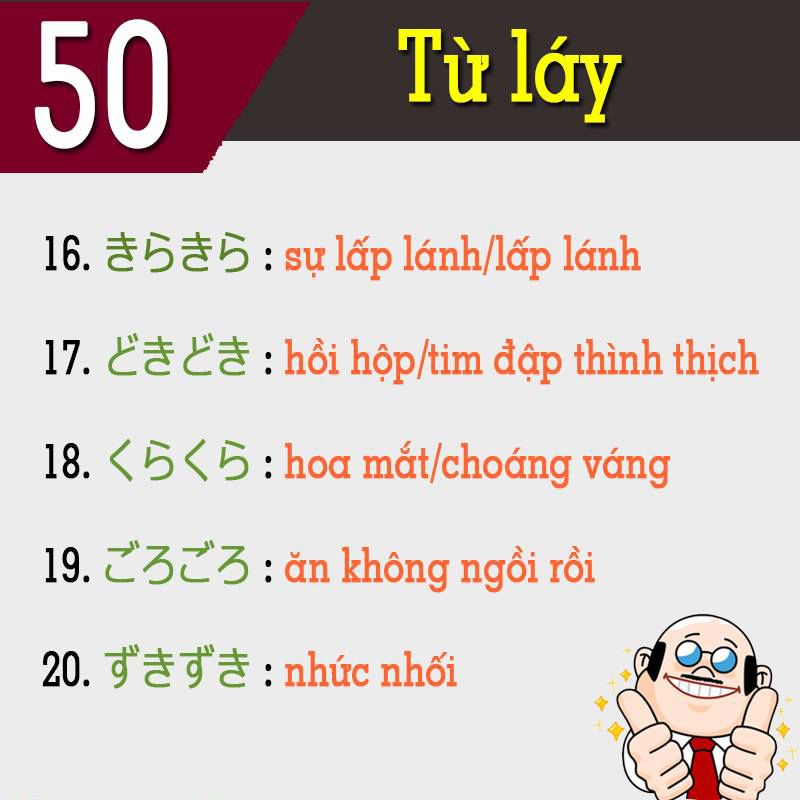 50
Từ láy
16. きらきら : sự lấp lánh/lấp lánh
17. どきどき : hồi hộp/tim đập thình thịch
18. くらくら : hoa mắt/choáng váng
19. ごろごろ : ăn không ngồi rồi
20. ずきずき : nhức nhối